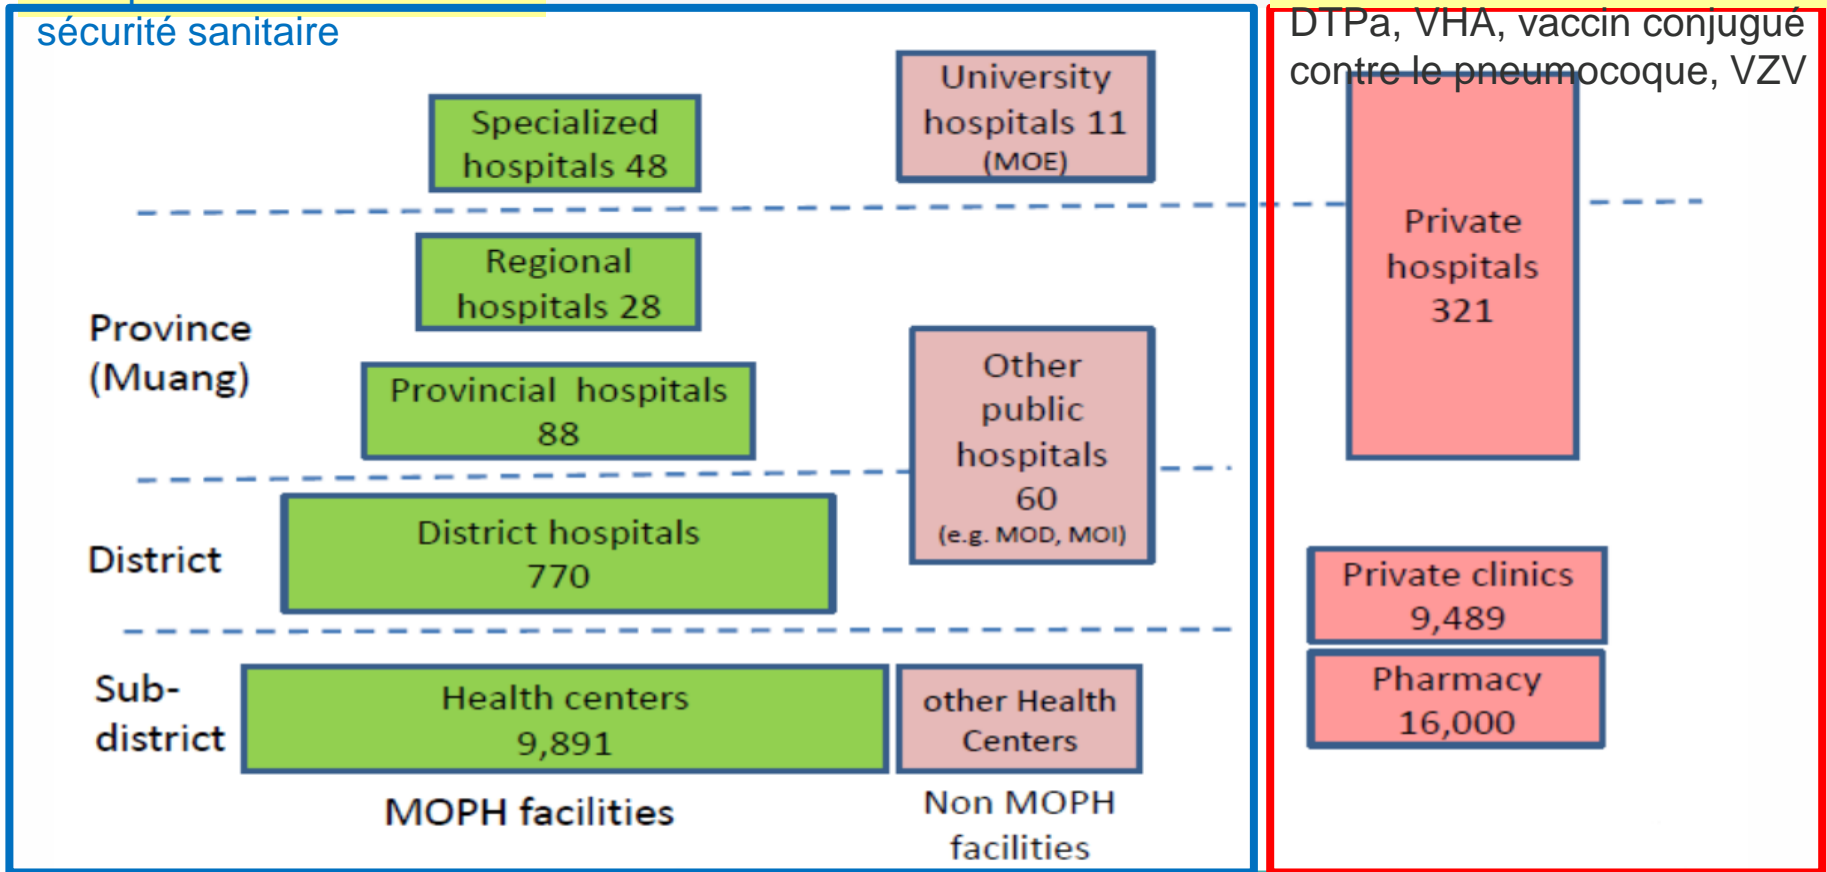 sécurité sanitaire
DTPa, VHA, vaccin conjugué
contre le pneumocoque, VZV
Specialized
hospitals 48
University
hospitals 11
(MOE)
Private
hospitals
321
Province
(Muang)
Regional
hospitals 28
Provincial hospitals
88
Other
public
hospitals
60
(e.g. MOD, MOI)
District
District hospitals
770
Private clinics
9,489
Sub-
district
Health centers
9,891
other Health
Centers
Pharmacy
16,000
MOPH facilities
Non MOPH
facilities